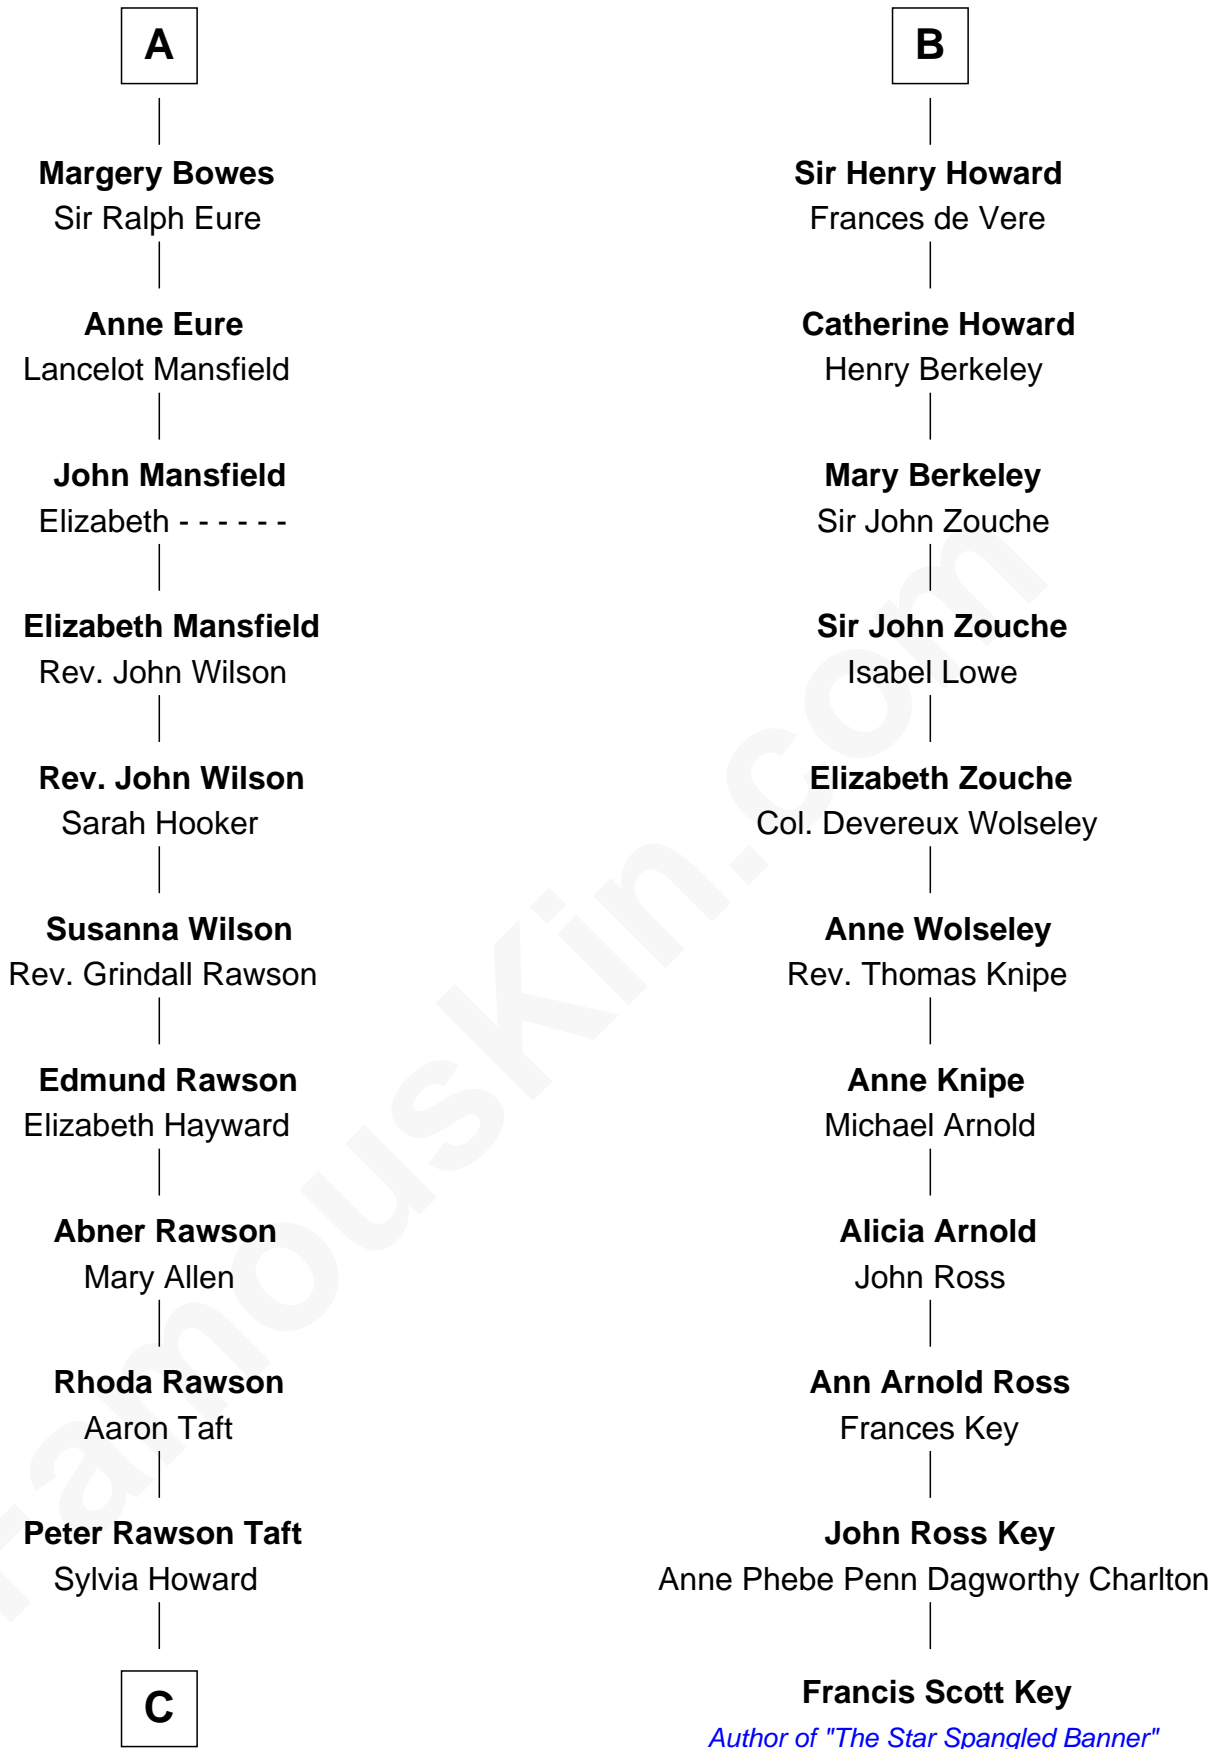 A
Margery Bowes
Sir Ralph Eure
Anne Eure
Lancelot Mansfield
John Mansfield
Elizabeth - - - - - -
Elizabeth Mansfield
Rev. John Wilson
Rev. John Wilson
Sarah Hooker
Susanna Wilson
Rev. Grindall Rawson
Edmund Rawson
Elizabeth Hayward
Abner Rawson
Mary Allen
Rhoda Rawson
Aaron Taft
Peter Rawson Taft
Sylvia Howard
C
B
Sir Henry Howard
Frances de Vere
Catherine Howard
Henry Berkeley
Mary Berkeley
Sir John Zouche
Sir John Zouche
Isabel Lowe
Elizabeth Zouche
Col. Devereux Wolseley
Anne Wolseley
Rev. Thomas Knipe
Anne Knipe
Michael Arnold
Alicia Arnold
John Ross
Ann Arnold Ross
Frances Key
John Ross Key
Anne Phebe Penn Dagworthy Charlton
Francis Scott Key
Author of "The Star Spangled Banner"
FamousKin.com